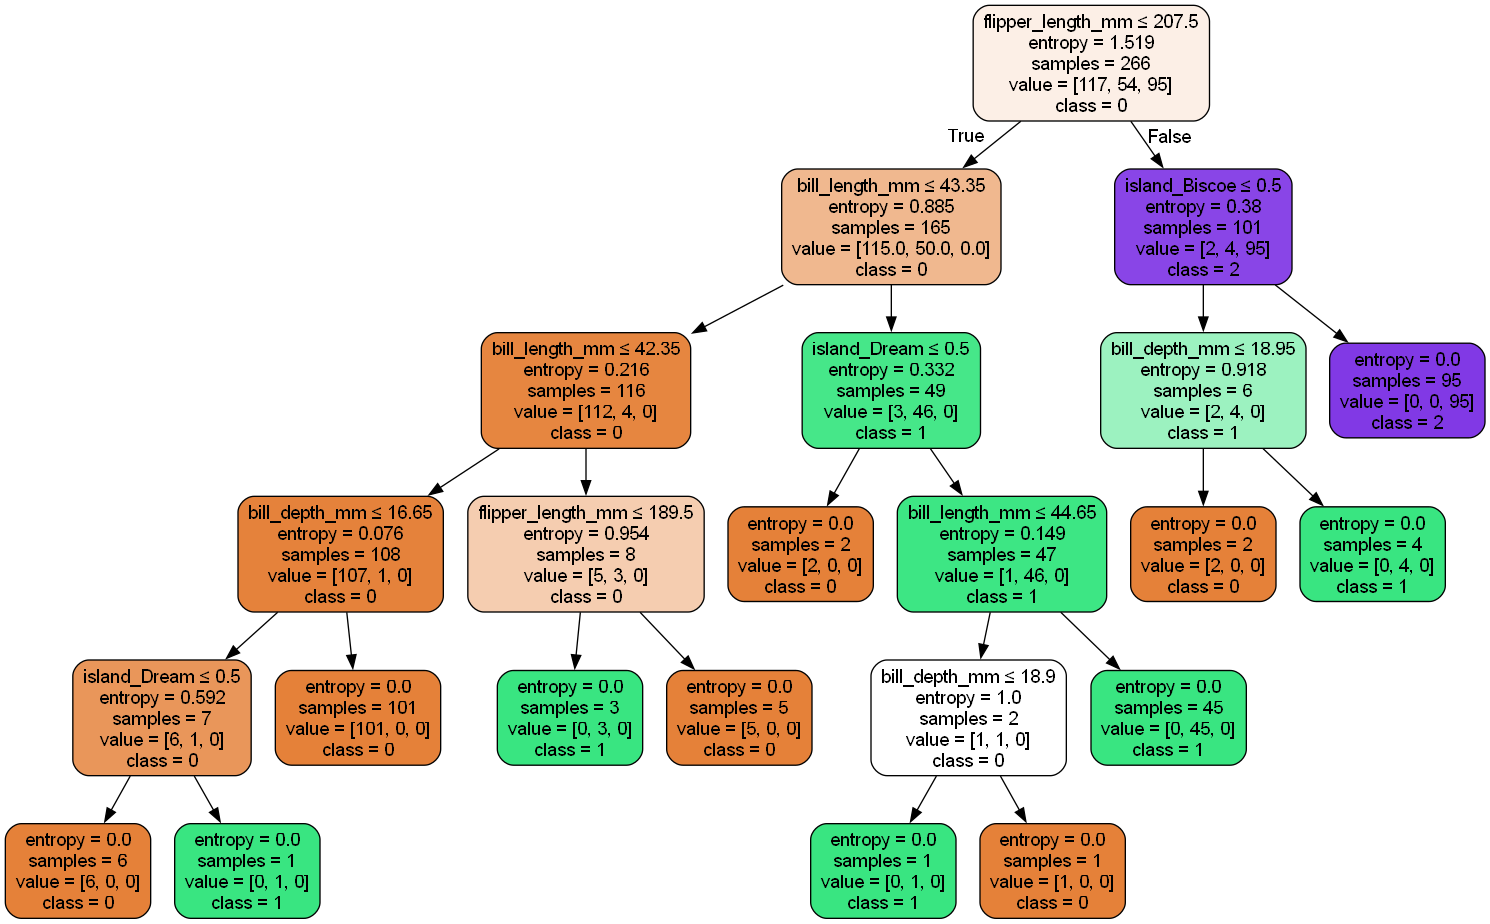 flipper_length_mm ≤ 207.5
entropy = 1.519
samples = 266
value = [117, 54, 95]
class = 0
True
False
bill_length_mm ≤ 43.35
entropy = 0.885
samples = 165
value = [115.0, 50.0, 0.0]
class = 0
island_Biscoe ≤ 0.5
entropy = 0.38
samples = 101
value = [2, 4, 95]
class = 2
bill_length_mm ≤ 42.35
entropy = 0.216
samples = 116
value = [112, 4, 0]
class = 0
island_Dream ≤ 0.5
entropy = 0.332
samples = 49
value = [3, 46, 0]
class = 1
bill_depth_mm ≤ 18.95
entropy = 0.918
samples = 6
value = [2, 4, 0]
class = 1
entropy = 0.0
samples = 95
value = [0, 0, 95]
class = 2
bill_depth_mm ≤ 16.65
entropy = 0.076
samples = 108
value = [107, 1, 0]
class = 0
flipper_length_mm ≤ 189.5
entropy = 0.954
samples = 8
value = [5, 3, 0]
class = 0
entropy = 0.0
samples = 2
value = [2, 0, 0]
class = 0
bill_length_mm ≤ 44.65
entropy = 0.149
samples = 47
value = [1, 46, 0]
class = 1
entropy = 0.0
samples = 2
value = [2, 0, 0]
class = 0
entropy = 0.0
samples = 4
value = [0, 4, 0]
class = 1
island_Dream ≤ 0.5
entropy = 0.592
samples = 7
value = [6, 1, 0]
class = 0
entropy = 0.0
samples = 101
value = [101, 0, 0]
class = 0
entropy = 0.0
samples = 3
value = [0, 3, 0]
class = 1
entropy = 0.0
samples = 5
value = [5, 0, 0]
class = 0
bill_depth_mm ≤ 18.9
entropy = 1.0
samples = 2
value = [1, 1, 0]
class = 0
entropy = 0.0
samples = 45
value = [0, 45, 0]
class = 1
entropy = 0.0
samples = 6
value = [6, 0, 0]
class = 0
entropy = 0.0
samples = 1
value = [0, 1, 0]
class = 1
entropy = 0.0
samples = 1
value = [0, 1, 0]
class = 1
entropy = 0.0
samples = 1
value = [1, 0, 0]
class = 0